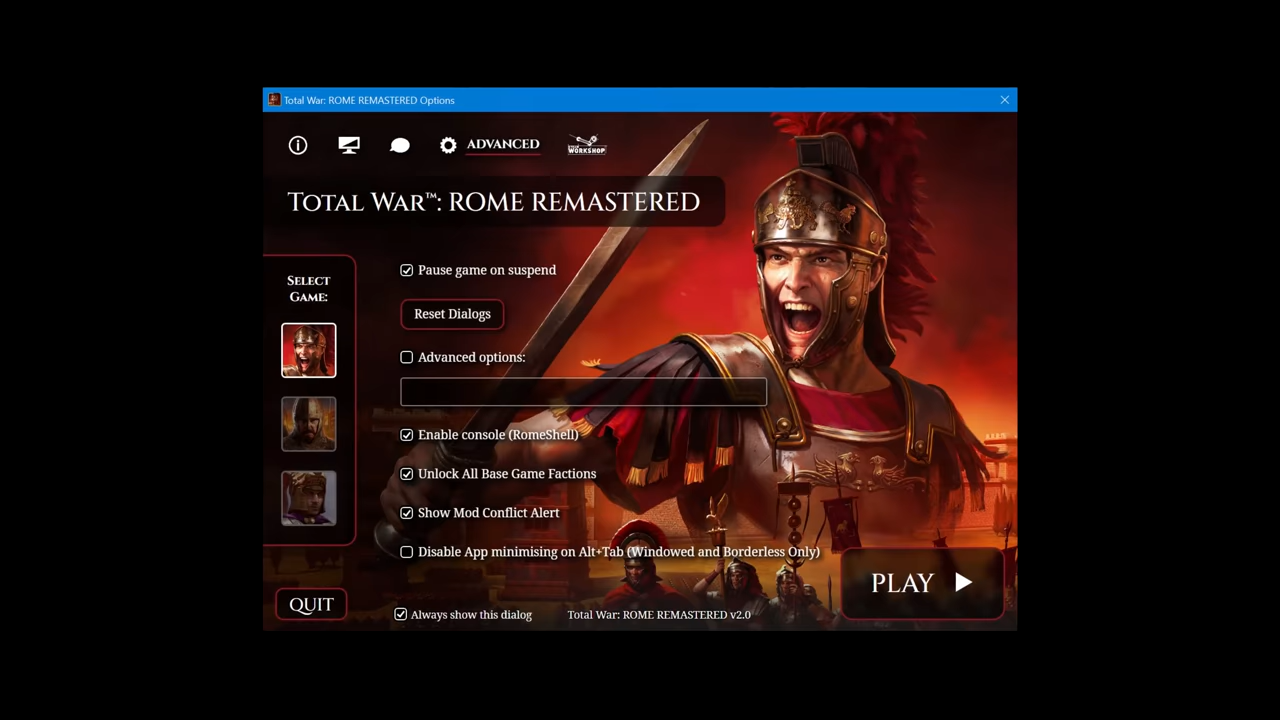 Total War: ROME REMASTERED Options
ADVANCED
WORKSHOP
TOTAL WAR™: ROME REMASTERED
SELECT
GAME:
Pause game on suspend
Reset Dialogs
Advanced options:
Enable console (RomeShell)
Unlock All Base Game Factions
Show Mod Conflict Alert
Disable App minimising on Alt+Tab (Windowed and Borderless Only)
PLAY
QUIT
Always show this dialog
Total War: ROME REMASTERED v2.0